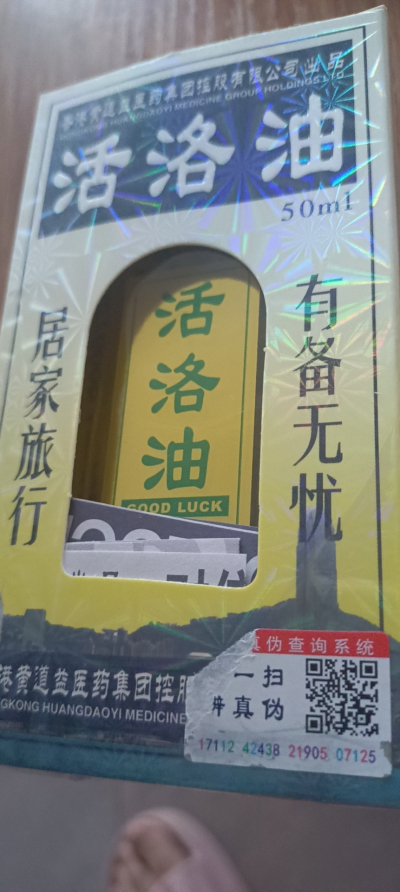 香港黄道益医药集团控股有限公司出品
HONGKONG HUANGDAOYI MEDICINE GROUP HOLDINGS LTD
活洛油
50ml
有备无忧
居家旅行
活洛油
GOOD LUCK
港黄道益医药集团控股
NGKONG HUANGDAOYI MEDICINE
真伪查询系统
一扫
辨真伪
17112 42438 21905 07125